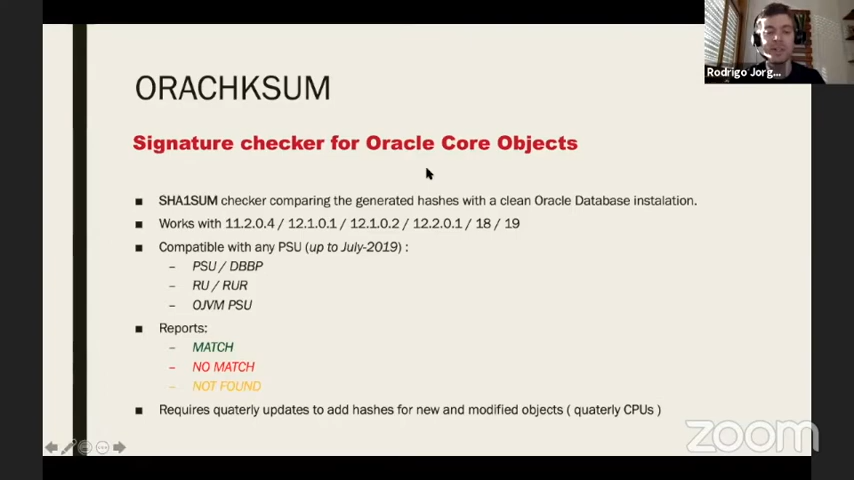 ORACHKSUM
Rodrigo Jorg...
Signature checker for Oracle Core Objects
■ SHA1SUM checker comparing the generated hashes with a clean Oracle Database instalation.
■ Works with 11.2.0.4 / 12.1.0.1 / 12.1.0.2 / 12.2.0.1 / 18 / 19
■ Compatible with any PSU (up to July-2019) :
– PSU / DBBP
– RU / RUR
– OJVM PSU
■ Reports:
– MATCH
– NO MATCH
– NOT FOUND
■ Requires quaterly updates to add hashes for new and modified objects ( quaterly CPUs )
zoom